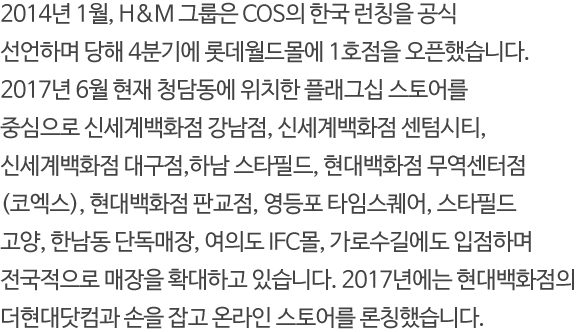 2014년 1월, H&M 그룹은 COS의 한국 런칭을 공식
선언하며 당해 4분기에 롯데월드몰에 1호점을 오픈했습니다.
2017년 6월 현재 청담동에 위치한 플래그십 스토어를
중심으로 신세계백화점 강남점, 신세계백화점 센텀시티,
신세계백화점 대구점,하남 스타필드, 현대백화점 무역센터점
(코엑스), 현대백화점 판교점, 영등포 타임스퀘어, 스타필드
고양, 한남동 단독매장, 여의도 IFC몰, 가로수길에도 입점하며
전국적으로 매장을 확대하고 있습니다. 2017년에는 현대백화점의
더현대닷컴과 손을 잡고 온라인 스토어를 론칭했습니다.